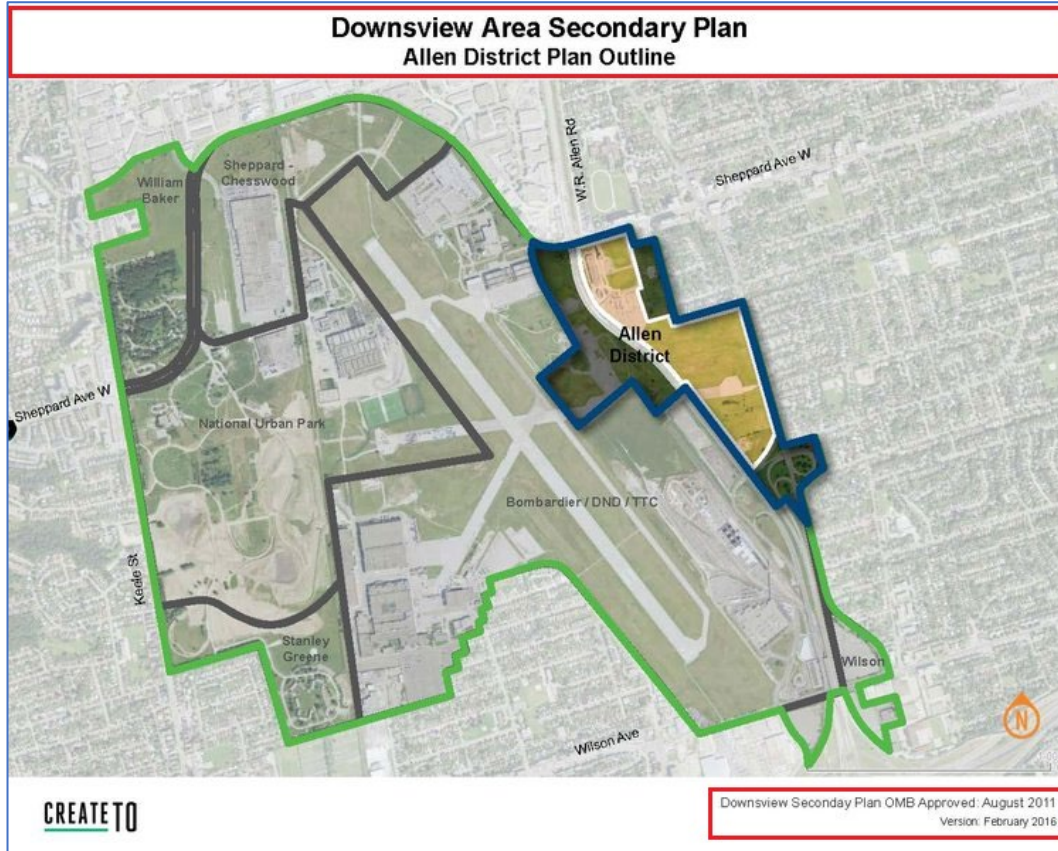 Downsview Area Secondary Plan
Allen District Plan Outline
W.R. Allen Rd
Sheppard Ave W
Sheppard -
Chesswood
William
Baker
Allen
District
Sheppard Ave W
National Urban Park
Bombardier / DND / TTC
Keele St
Stanley
Greene
Wilson
Wilson Ave
N
CREATE TO
Downsview Seconday Plan OMB Approved: August 2011
Version: February 2016